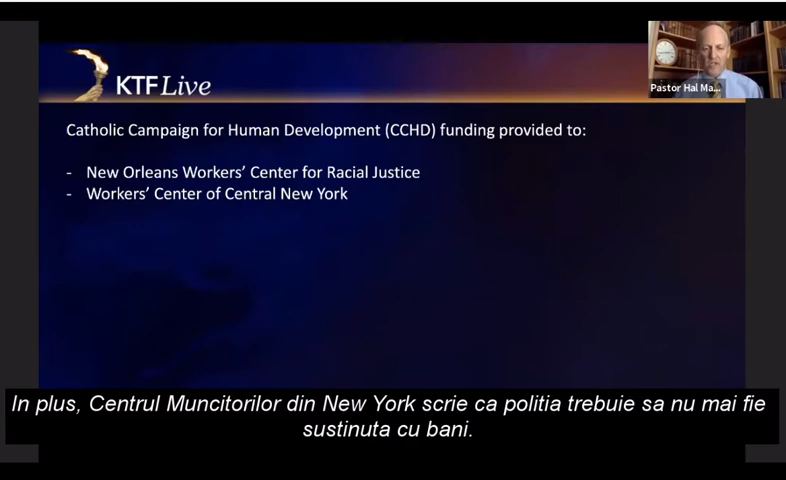 KTF Live
Pastor Hal Ma...
Catholic Campaign for Human Development (CCHD) funding provided to:
- New Orleans Workers' Center for Racial Justice
- Workers' Center of Central New York
In plus, Centrul Muncitorilor din New York scrie ca politia trebuie sa nu mai fie
sustinuta cu bani.